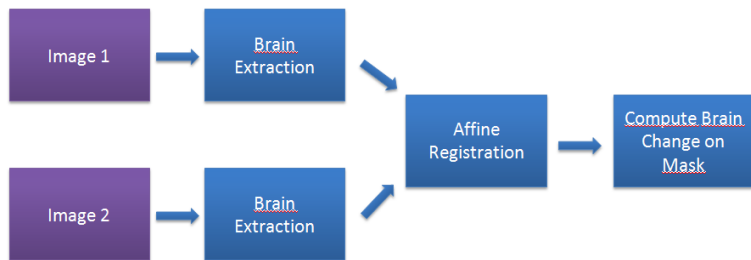 Image 1
Brain
Extraction
Affine
Registration
Compute Brain
Change on
Mask
Image 2
Brain
Extraction